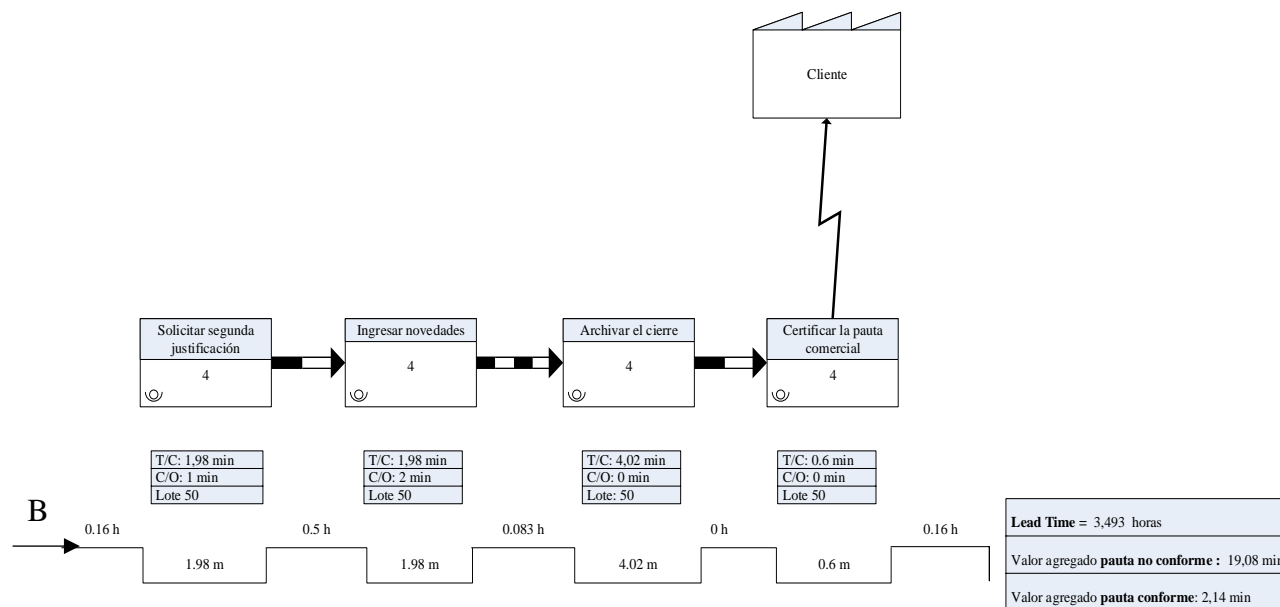 Cliente
Solicitar segunda
justificación
4
Ingresar novedades
4
Archivar el cierre
4
Certificar la pauta
comercial
4
T/C: 1,98 min
C/O: 1 min
Lote 50
T/C: 1,98 min
C/O: 2 min
Lote 50
T/C: 4,02 min
C/O: 0 min
Lote: 50
T/C: 0.6 min
C/O: 0 min
Lote 50
B
0.16 h
1.98 m
0.5 h
1.98 m
0.083 h
4.02 m
0 h
0.6 m
0.16 h
Lead Time = 3,493 horas
Valor agregado pauta no conforme : 19,08 min
Valor agregado pauta conforme: 2,14 min